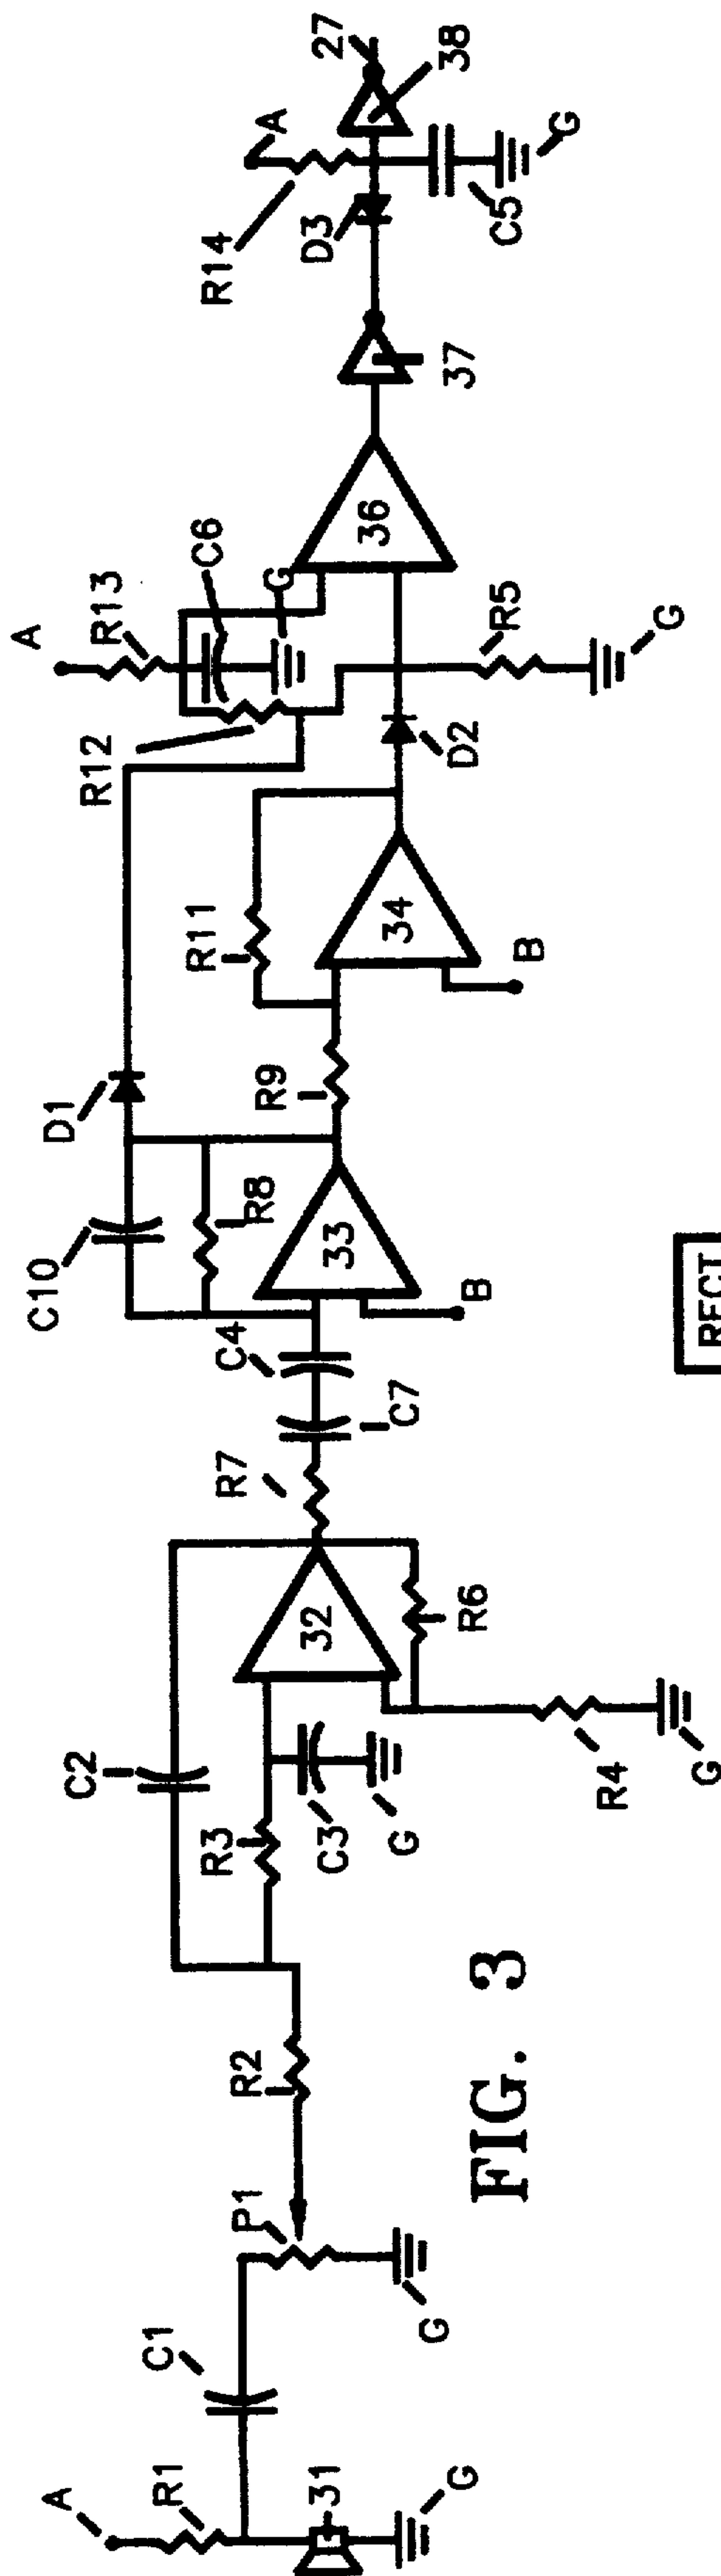 A
R1
31
G
C1
P1
G
R2
C2
R3
C3
G
32
R6
R4
G
R7
C7
C4
C10
R8
33
B
D1
R9
R11
34
B
D2
R12
R13
A
C6
G
R5
G
36
37
D3
R14
A
C5
G
38
27
FIG. 3
RECT